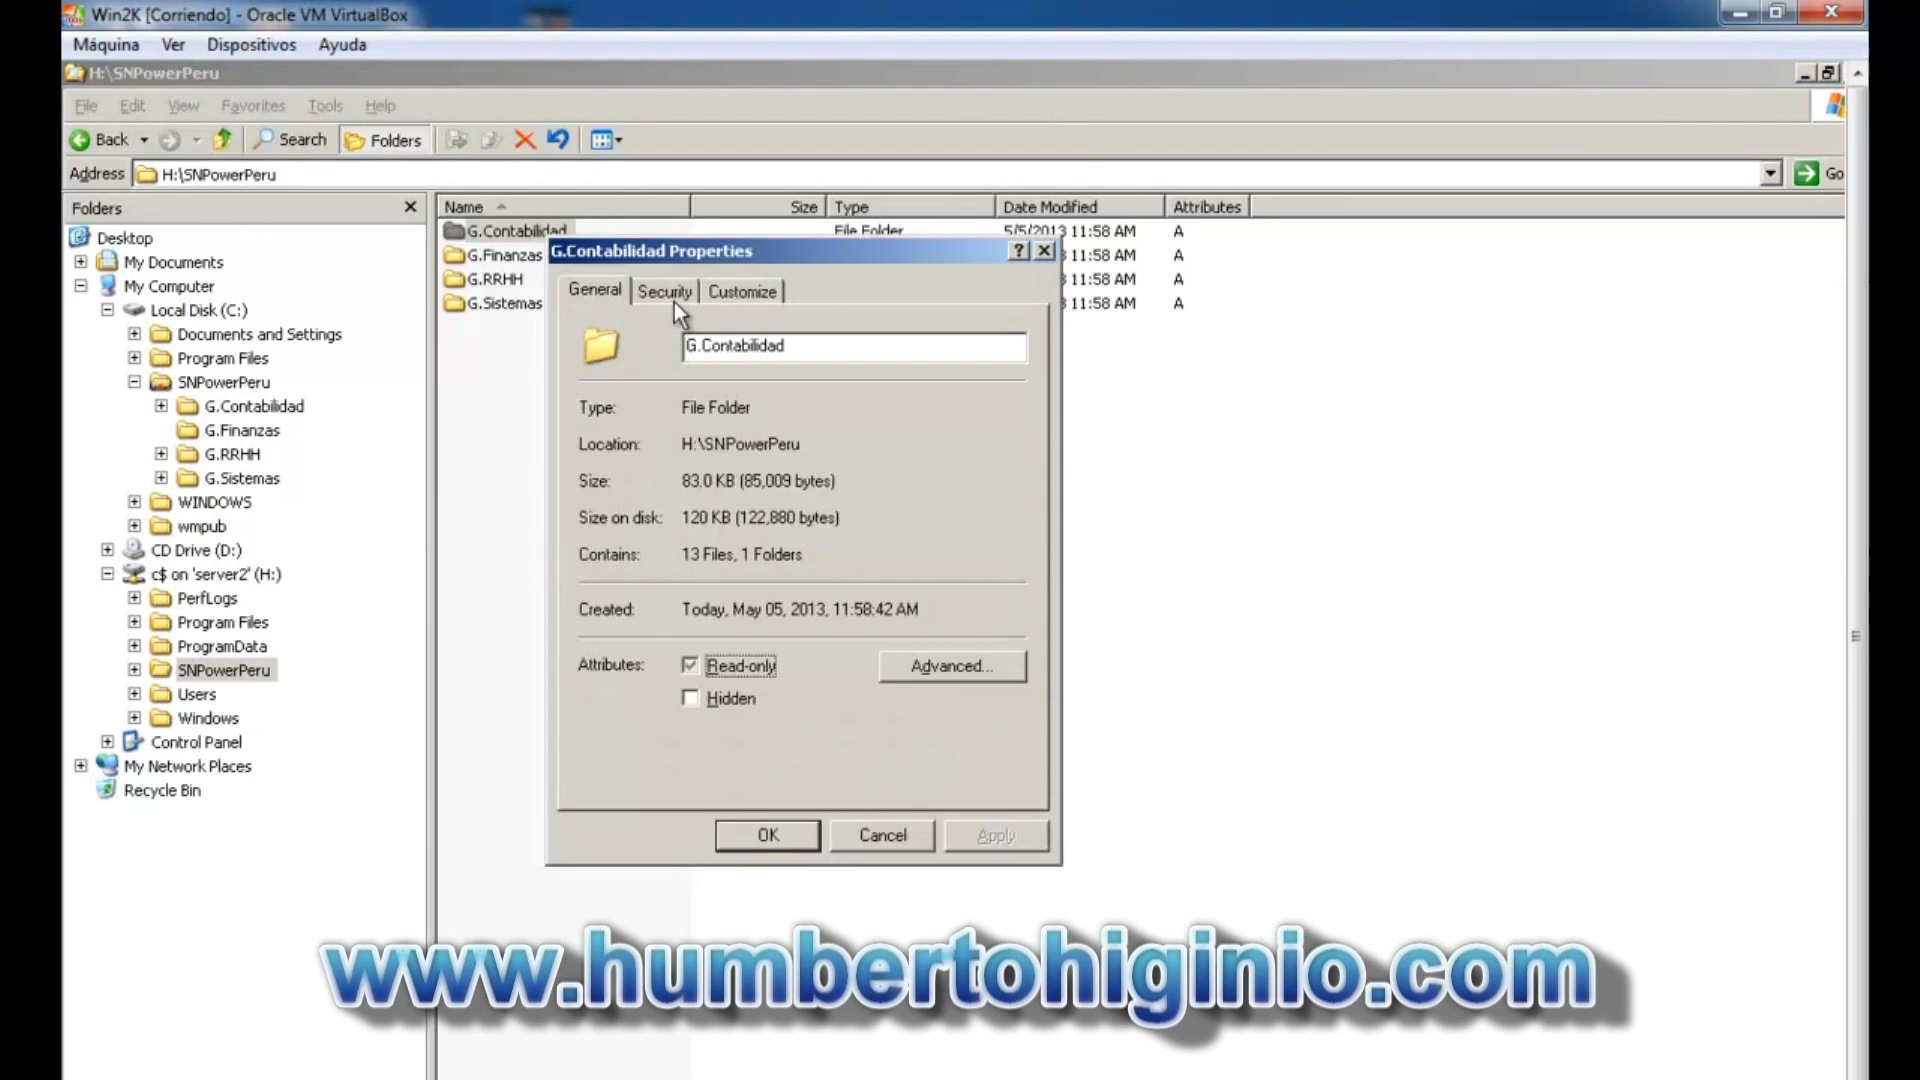 Win2K [Corriendo] - Oracle VM VirtualBox
Máquina Ver Dispositivos Ayuda
H:\SNPowerPeru
File Edit View Favorites Tools Help
Back Search Folders
Address H:\SNPowerPeru Go
Folders
Desktop
My Documents
My Computer
Local Disk (C:)
Documents and Settings
Program Files
SNPowerPeru
G.Contabilidad
G.Finanzas
G.RRHH
G.Sistemas
WINDOWS
wmpub
CD Drive (D:)
c$ on 'server2' (H:)
PerfLogs
Program Files
ProgramData
SNPowerPeru
Users
Windows
Control Panel
My Network Places
Recycle Bin
Name Size Type Date Modified Attributes
G.Contabilidad File Folder 5/5/2013 11:58 AM A
G.Finanzas 11:58 AM A
G.RRHH 11:58 AM A
G.Sistemas 11:58 AM A
G.Contabilidad Properties
General Security Customize
G.Contabilidad
Type: File Folder
Location: H:\SNPowerPeru
Size: 83.0 KB (85,009 bytes)
Size on disk: 120 KB (122,880 bytes)
Contains: 13 Files, 1 Folders
Created: Today, May 05, 2013, 11:58:42 AM
Attributes: Read-only Advanced...
Hidden
OK Cancel Apply
www.humbertohiginio.com